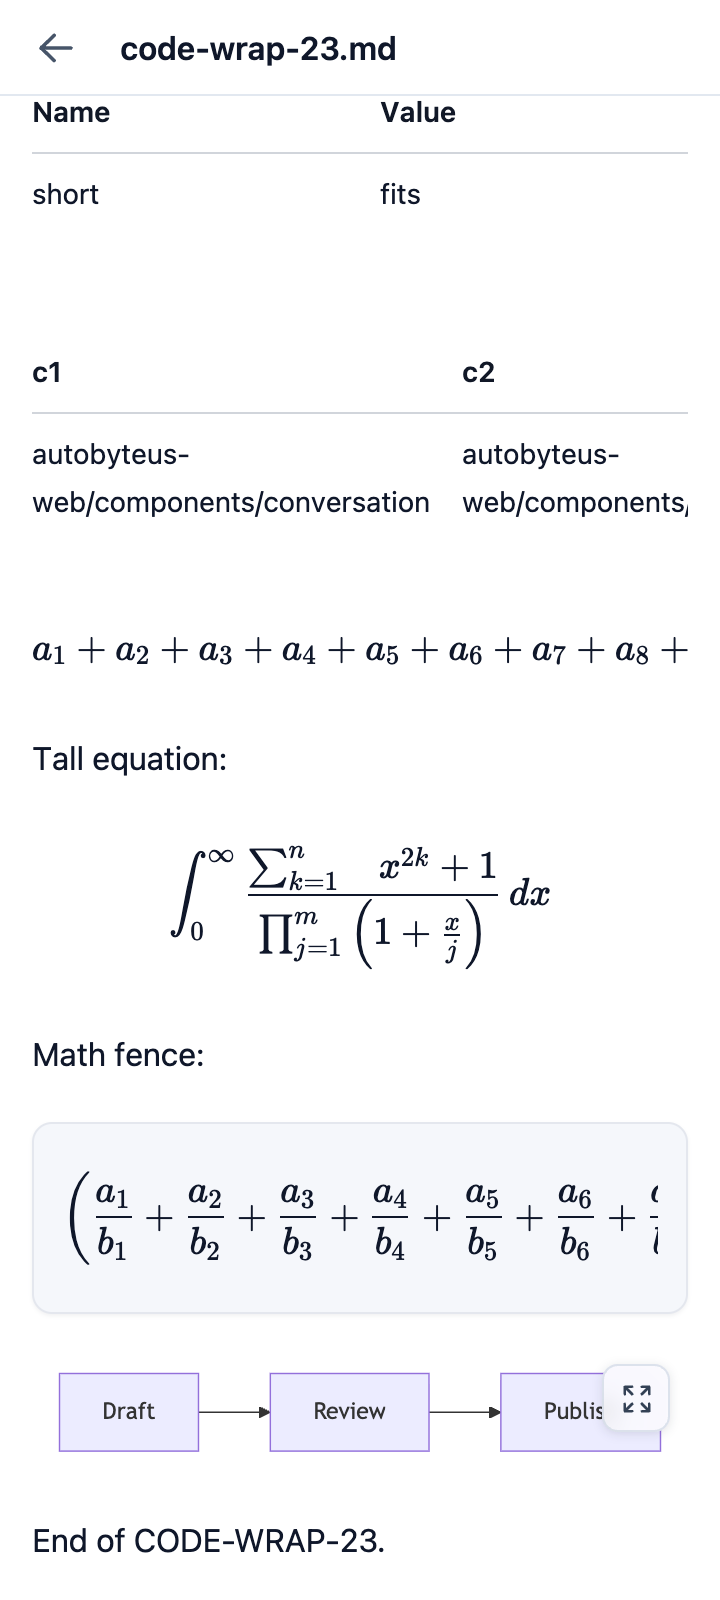 code-wrap-23.md
Name Value
short fits
c1 c2
autobyteus- autobyteus-
web/components/conversation web/components/
a₁ + a₂ + a₃ + a₄ + a₅ + a₆ + a₇ + a₈ +
Tall equation:
∫₀^∞ (∑ₖ₌₁ⁿ x²ᵏ + 1) / (∏ⱼ₌₁ᵐ (1 + x/j)) dx
Math fence:
(a₁/b₁ + a₂/b₂ + a₃/b₃ + a₄/b₄ + a₅/b₅ + a₆/b₆ +
Draft Review Publis
End of CODE-WRAP-23.